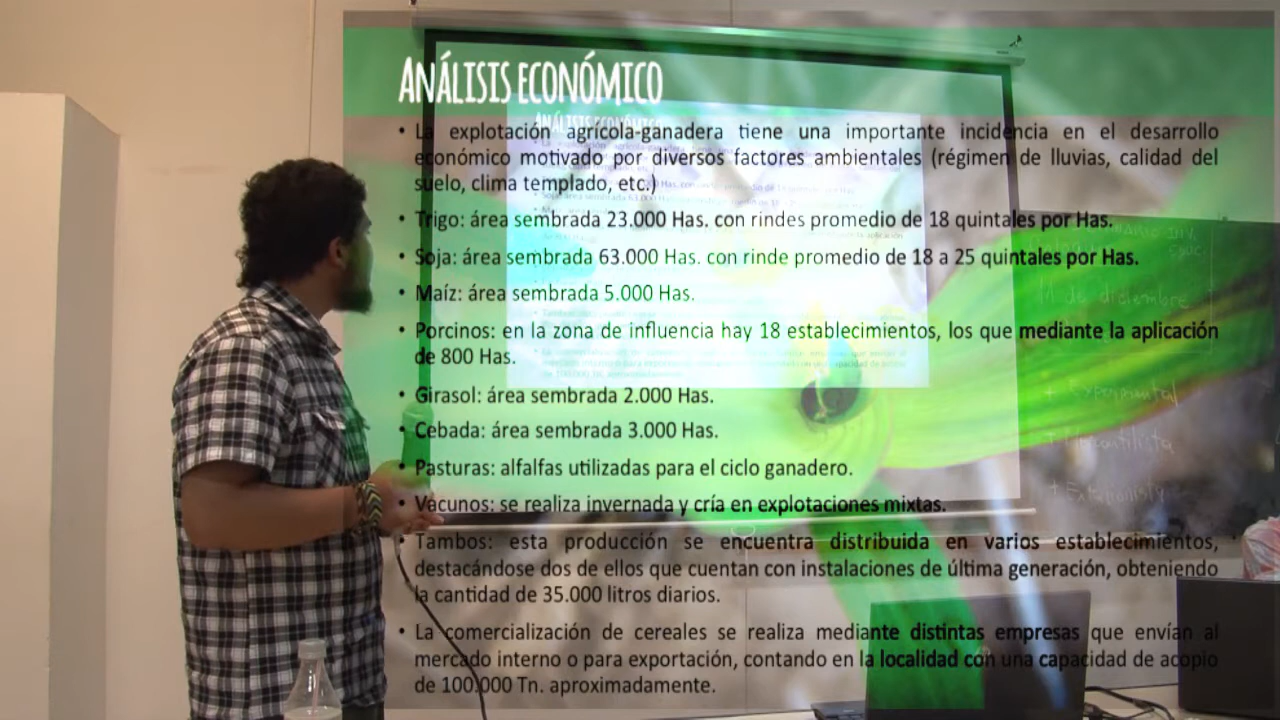 ANÁLISIS ECONÓMICO
• La explotación agrícola-ganadera tiene una importante incidencia en el desarrollo
económico motivado por diversos factores ambientales (régimen de lluvias, calidad del
suelo, clima templado, etc.)
• Trigo: área sembrada 23.000 Has. con rindes promedio de 18 quintales por Has.
• Soja: área sembrada 63.000 Has. con rinde promedio de 18 a 25 quintales por Has.
• Maíz: área sembrada 5.000 Has.
• Porcinos: en la zona de influencia hay 18 establecimientos, los que mediante la aplicación
de 800 Has.
• Girasol: área sembrada 2.000 Has.
• Cebada: área sembrada 3.000 Has.
• Pasturas: alfalfas utilizadas para el ciclo ganadero.
• Vacunos: se realiza invernada y cría en explotaciones mixtas.
• Tambos: esta producción se encuentra distribuida en varios establecimientos,
destacándose dos de ellos que cuentan con instalaciones de última generación, obteniendo
la cantidad de 35.000 litros diarios.
• La comercialización de cereales se realiza mediante distintas empresas que envían al
mercado interno o para exportación, contando en la localidad con una capacidad de acopio
de 100.000 Tn. aproximadamente.
11 de diciembre
+ Experimental